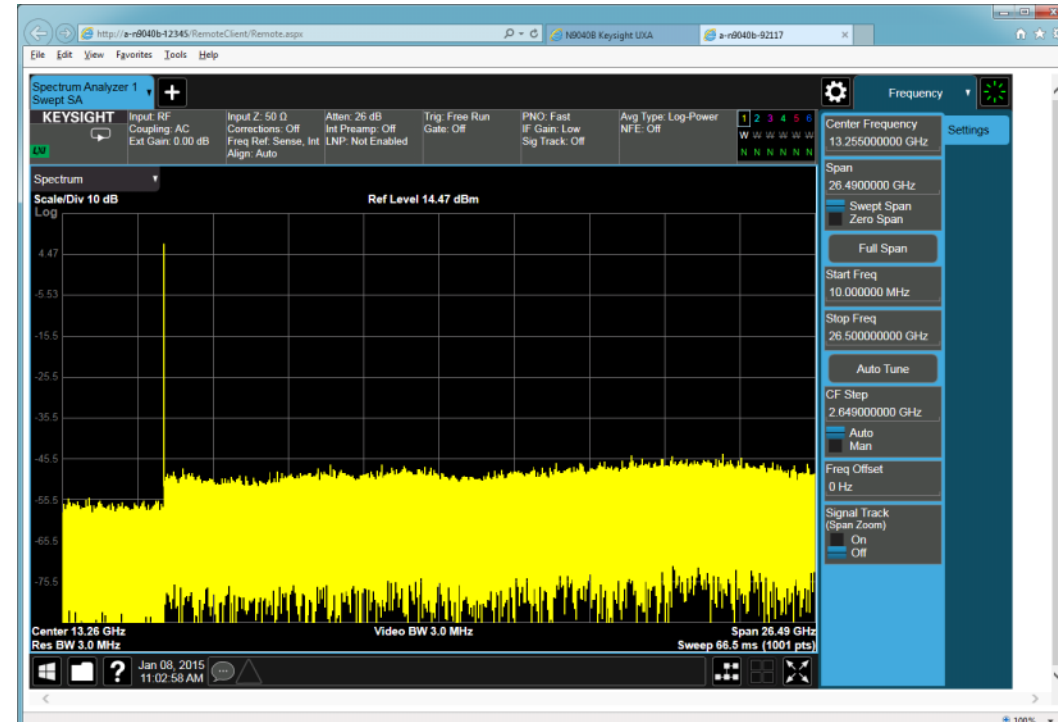 http://a-n9040b-12345/RemoteClient/Remote.aspx
N9040B Keysight UXA
a-n9040b-92117
File Edit View Favorites Tools Help
Spectrum Analyzer 1
Swept SA
Frequency
KEYSIGHT
LXI
Input: RF
Coupling: AC
Ext Gain: 0.00 dB
Input Z: 50 Ω
Corrections: Off
Freq Ref: Sense, Int
Align: Auto
Atten: 26 dB
Int Preamp: Off
LNP: Not Enabled
Trig: Free Run
Gate: Off
PNO: Fast
IF Gain: Low
Sig Track: Off
Avg Type: Log-Power
NFE: Off
1 2 3 4 5 6
W W W W W W
N N N N N N
Spectrum
Scale/Div 10 dB
Ref Level 14.47 dBm
Log
4.47
-5.53
-15.5
-25.5
-35.5
-45.5
-55.5
-65.5
-75.5
Center 13.26 GHz
Video BW 3.0 MHz
Span 26.49 GHz
Res BW 3.0 MHz
Sweep 66.5 ms (1001 pts)
Center Frequency
13.255000000 GHz
Settings
Span
26.4900000 GHz
Swept Span
Zero Span
Full Span
Start Freq
10.000000 MHz
Stop Freq
26.500000000 GHz
Auto Tune
CF Step
2.649000000 GHz
Auto
Man
Freq Offset
0 Hz
Signal Track
(Span Zoom)
On
Off
?
Jan 08, 2015
11:02:58 AM
100%